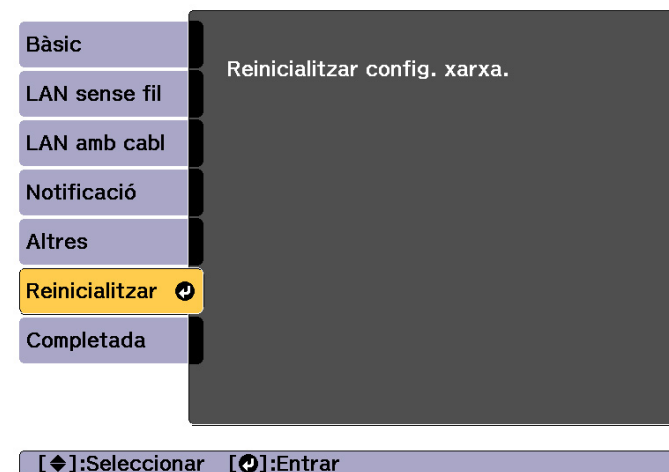 Bàsic
LAN sense fil
LAN amb cabl
Notificació
Altres
Reinicialitzar
Completada
Reinicialitzar config. xarxa.
[◆]:Seleccionar [↵]:Entrar